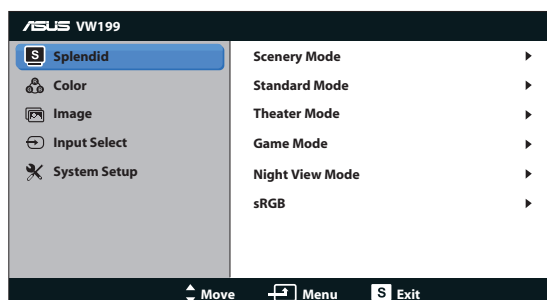 ASUS VW199
S Splendid
Color
Image
Input Select
System Setup
Scenery Mode
Standard Mode
Theater Mode
Game Mode
Night View Mode
sRGB
Move Menu S Exit